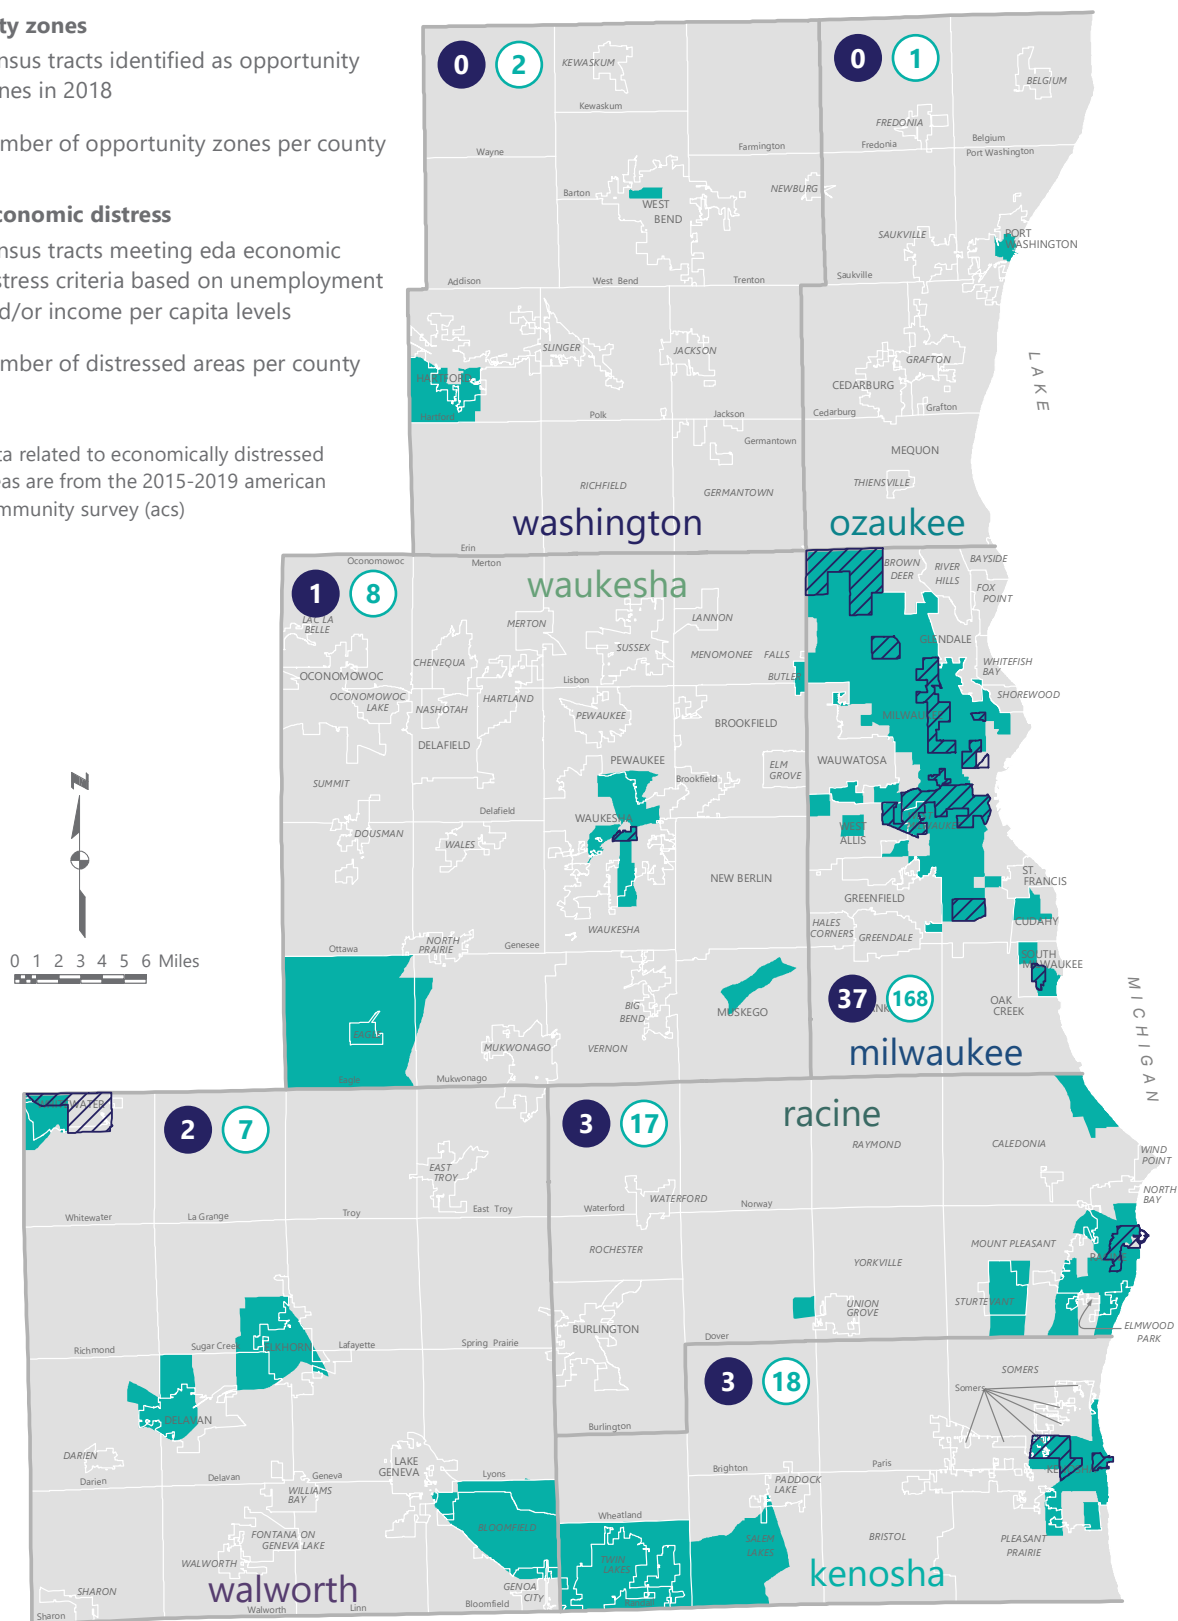 ty zones
nsus tracts identified as opportunity
nes in 2018
mber of opportunity zones per county
conomic distress
nsus tracts meeting eda economic
stress criteria based on unemployment
d/or income per capita levels
mber of distressed areas per county
ta related to economically distressed
eas are from the 2015-2019 american
mmunity survey (acs)
0 2
KEWASKUM
Kewaskum
Wayne
Farmington
Barton
WEST
BEND
NEWBURG
Addison
West Bend
Trenton
SLINGER
JACKSON
HARTFORD
Hartford
Polk
Jackson
Germantown
RICHFIELD
GERMANTOWN
washington
Erin
0 1
BELGIUM
FREDONIA
Fredonia
Belgium
Port Washington
SAUKVILLE
PORT
WASHINGTON
Saukville
GRAFTON
CEDARBURG
Cedarburg
Grafton
MEQUON
THIENSVILLE
ozaukee
LAKE
MICHIGAN
Oconomowoc
Merton
waukesha
1 8
LAC LA
BELLE
MERTON
LANNON
SUSSEX
MENOMONEE FALLS
CHENEQUA
OCONOMOWOC
Lisbon
BUTLER
OCONOMOWOC
LAKE
NASHOTAH
HARTLAND
PEWAUKEE
BROOKFIELD
DELAFIELD
PEWAUKEE
Brookfield
ELM
GROVE
SUMMIT
Delafield
WAUKESHA
DOUSMAN
WALES
NEW BERLIN
WAUKESHA
Ottawa
NORTH
PRAIRIE
Genesee
BIG
BEND
MUSKEGO
EAGLE
MUKWONAGO
VERNON
Eagle
Mukwonago
N
0 1 2 3 4 5 6 Miles
BROWN
DEER
RIVER
HILLS
BAYSIDE
FOX
POINT
GLENDALE
WHITEFISH
BAY
SHOREWOOD
MILWAUKEE
WAUWATOSA
WEST
ALLIS
ST.
FRANCIS
GREENFIELD
CUDAHY
HALES
CORNERS
GREENDALE
SOUTH
MILWAUKEE
37 168
OAK
CREEK
milwaukee
2 7
EAST
TROY
Whitewater
La Grange
Troy
East Troy
Richmond
Sugar Creek
ELKHORN
Lafayette
Spring Prairie
DELAVAN
DARIEN
Darien
Delavan
Geneva
LAKE
GENEVA
Lyons
WILLIAMS
BAY
BLOOMFIELD
FONTANA ON
GENEVA LAKE
WALWORTH
SHARON
Sharon
walworth
Walworth
Linn
GENOA
CITY
Bloomfield
3 17
racine
RAYMOND
CALEDONIA
WIND
POINT
NORTH
BAY
WATERFORD
Waterford
Norway
ROCHESTER
MOUNT PLEASANT
YORKVILLE
STURTEVANT
UNION
GROVE
BURLINGTON
Dover
ELMWOOD
PARK
Burlington
3 18
SOMERS
Somers
Brighton
Paris
PADDOCK
LAKE
Wheatland
SALEM
LAKES
BRISTOL
PLEASANT
PRAIRIE
TWIN
LAKES
kenosha